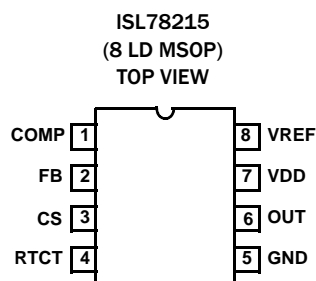 ISL78215
(8 LD MSOP)
TOP VIEW
COMP 1 8 VREF
FB 2 7 VDD
CS 3 6 OUT
RTCT 4 5 GND